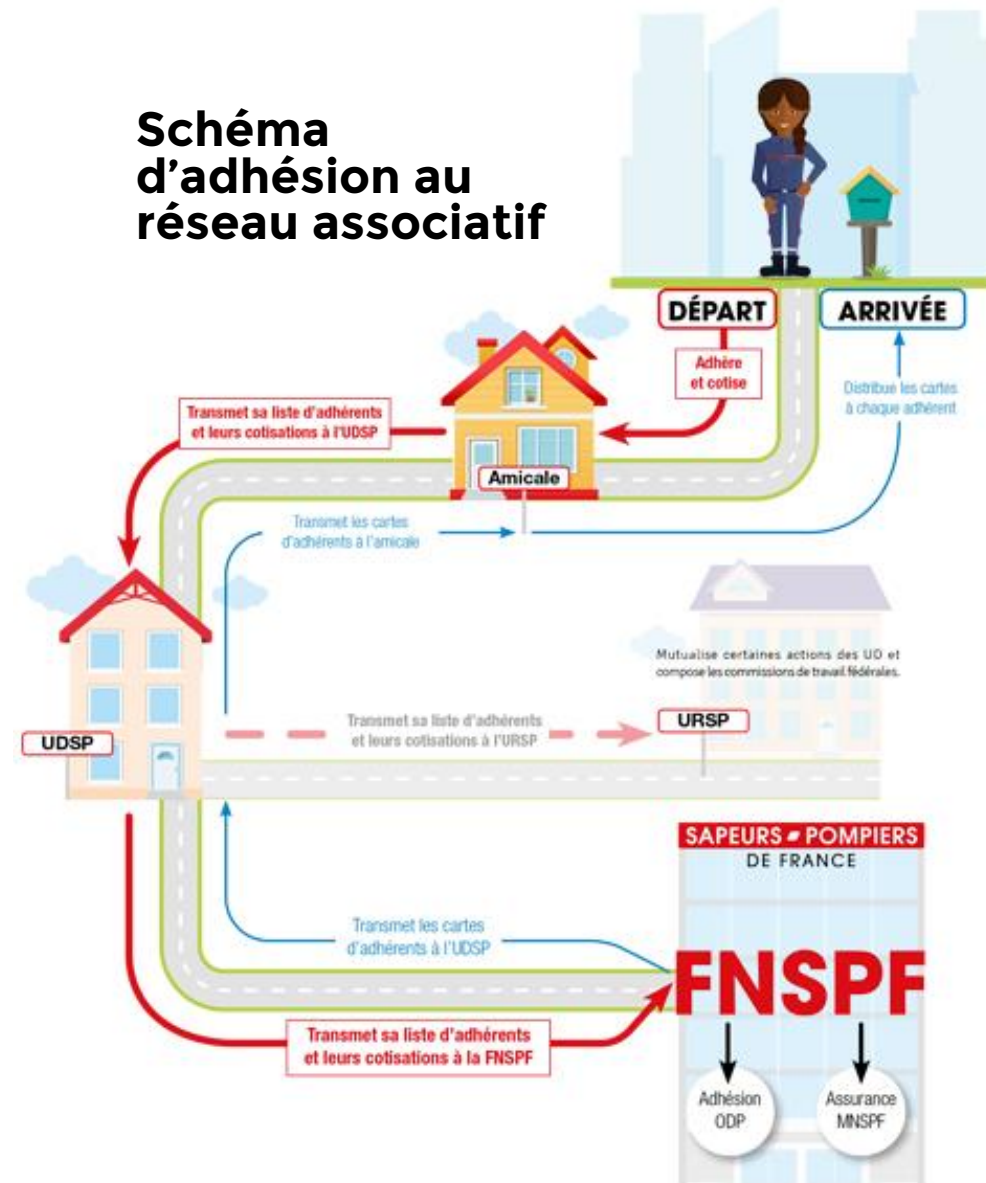 Schéma
d'adhésion au
réseau associatif
DÉPART
ARRIVÉE
Adhère
et cotise
Distribue les cartes
à chaque adhérent
Transmet sa liste d'adhérents
et leurs cotisations à l'UDSP
Amicale
Transmet les cartes
d'adhérents à l'amicale
Mutualise certaines actions des UD et
compose les commissions de travail fédérales.
Transmet sa liste d'adhérents
et leurs cotisations à l'URSP
URSP
UDSP
SAPEURS-POMPIERS
DE FRANCE
Transmet les cartes
d'adhérents à l'UDSP
FNSPF
Transmet sa liste d'adhérents
et leurs cotisations à la FNSPF
Adhésion
ODP
Assurance
MNSPF